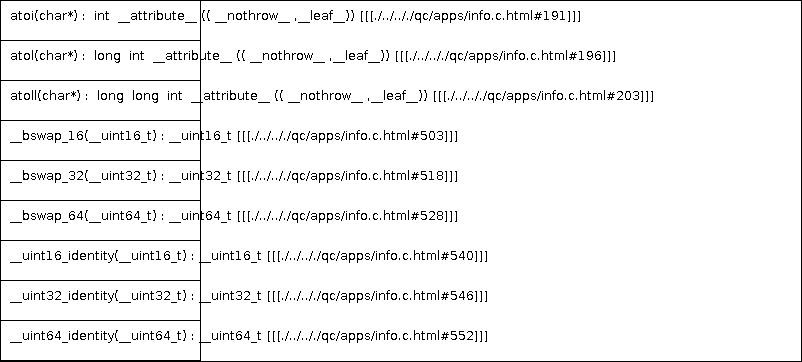 atoi(char*) : int __attribute__ (( __nothrow__ ,__leaf__)) [[[./../.././qc/apps/info.c.html#191]]]
atol(char*) : long int __attribute__ (( __nothrow__ ,__leaf__)) [[[./../.././qc/apps/info.c.html#196]]]
atoll(char*) : long long int __attribute__ (( __nothrow__ ,__leaf__)) [[[./../.././qc/apps/info.c.html#203]]]
__bswap_16(__uint16_t) : __uint16_t [[[./../.././qc/apps/info.c.html#503]]]
__bswap_32(__uint32_t) : __uint32_t [[[./../.././qc/apps/info.c.html#518]]]
__bswap_64(__uint64_t) : __uint64_t [[[./../.././qc/apps/info.c.html#528]]]
__uint16_identity(__uint16_t) : __uint16_t [[[./../.././qc/apps/info.c.html#540]]]
__uint32_identity(__uint32_t) : __uint32_t [[[./../.././qc/apps/info.c.html#546]]]
__uint64_identity(__uint64_t) : __uint64_t [[[./../.././qc/apps/info.c.html#552]]]